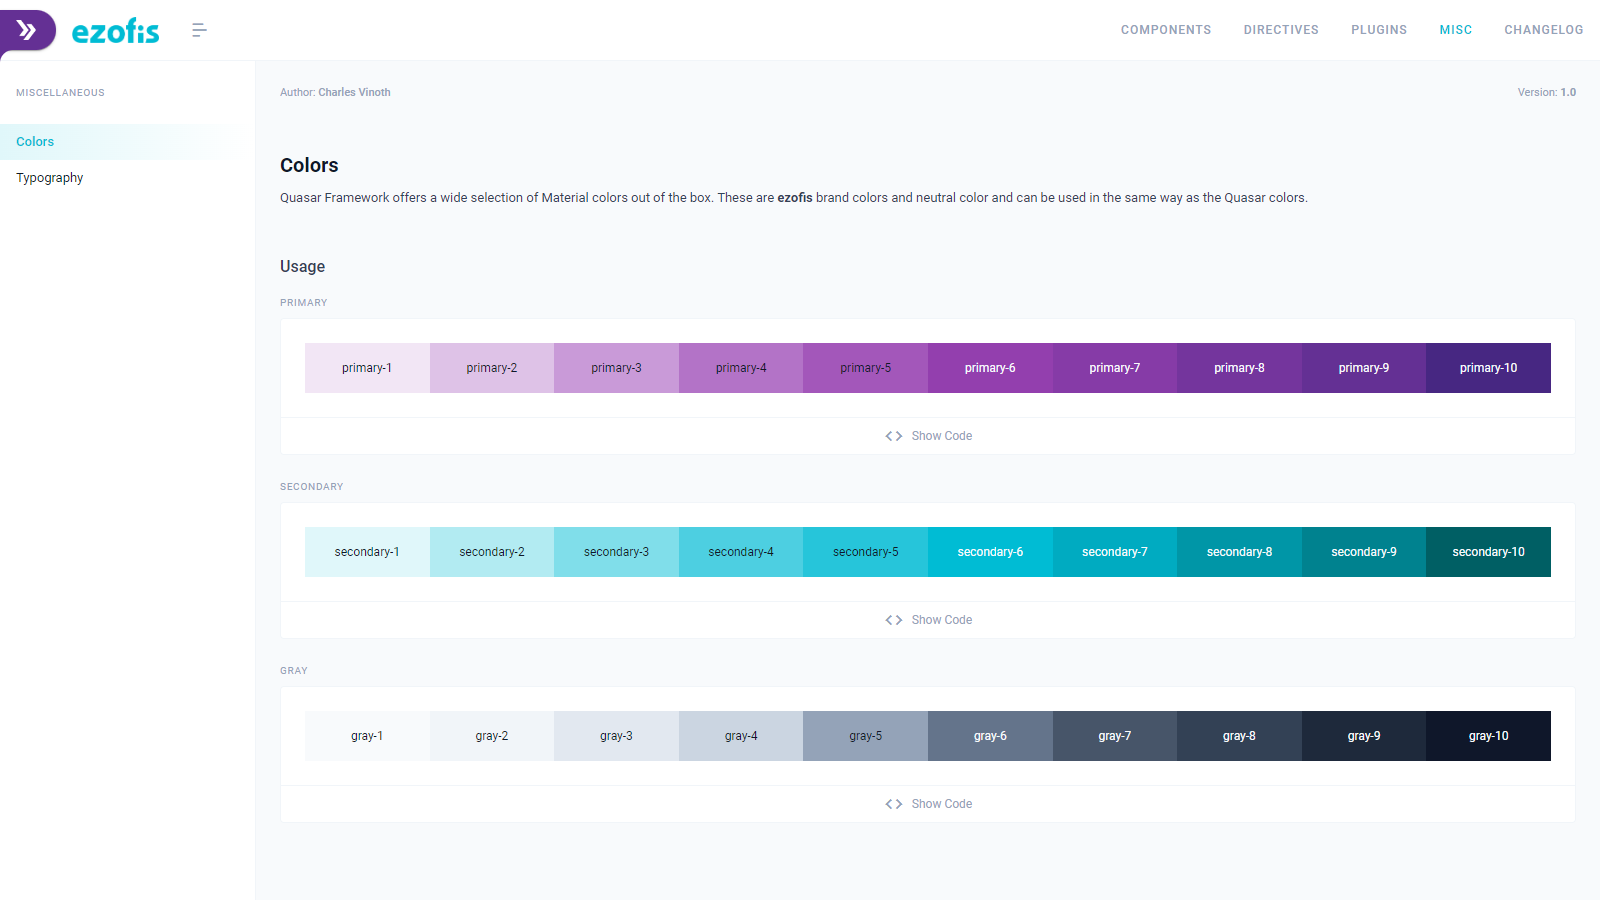 ezofis
COMPONENTS DIRECTIVES PLUGINS MISC CHANGELOG
MISCELLANEOUS
Colors
Typography
Author: Charles Vinoth
Version: 1.0
Colors
Quasar Framework offers a wide selection of Material colors out of the box. These are ezofis brand colors and neutral color and can be used in the same way as the Quasar colors.
Usage
PRIMARY
primary-1 primary-2 primary-3 primary-4 primary-5 primary-6 primary-7 primary-8 primary-9 primary-10
Show Code
SECONDARY
secondary-1 secondary-2 secondary-3 secondary-4 secondary-5 secondary-6 secondary-7 secondary-8 secondary-9 secondary-10
Show Code
GRAY
gray-1 gray-2 gray-3 gray-4 gray-5 gray-6 gray-7 gray-8 gray-9 gray-10
Show Code